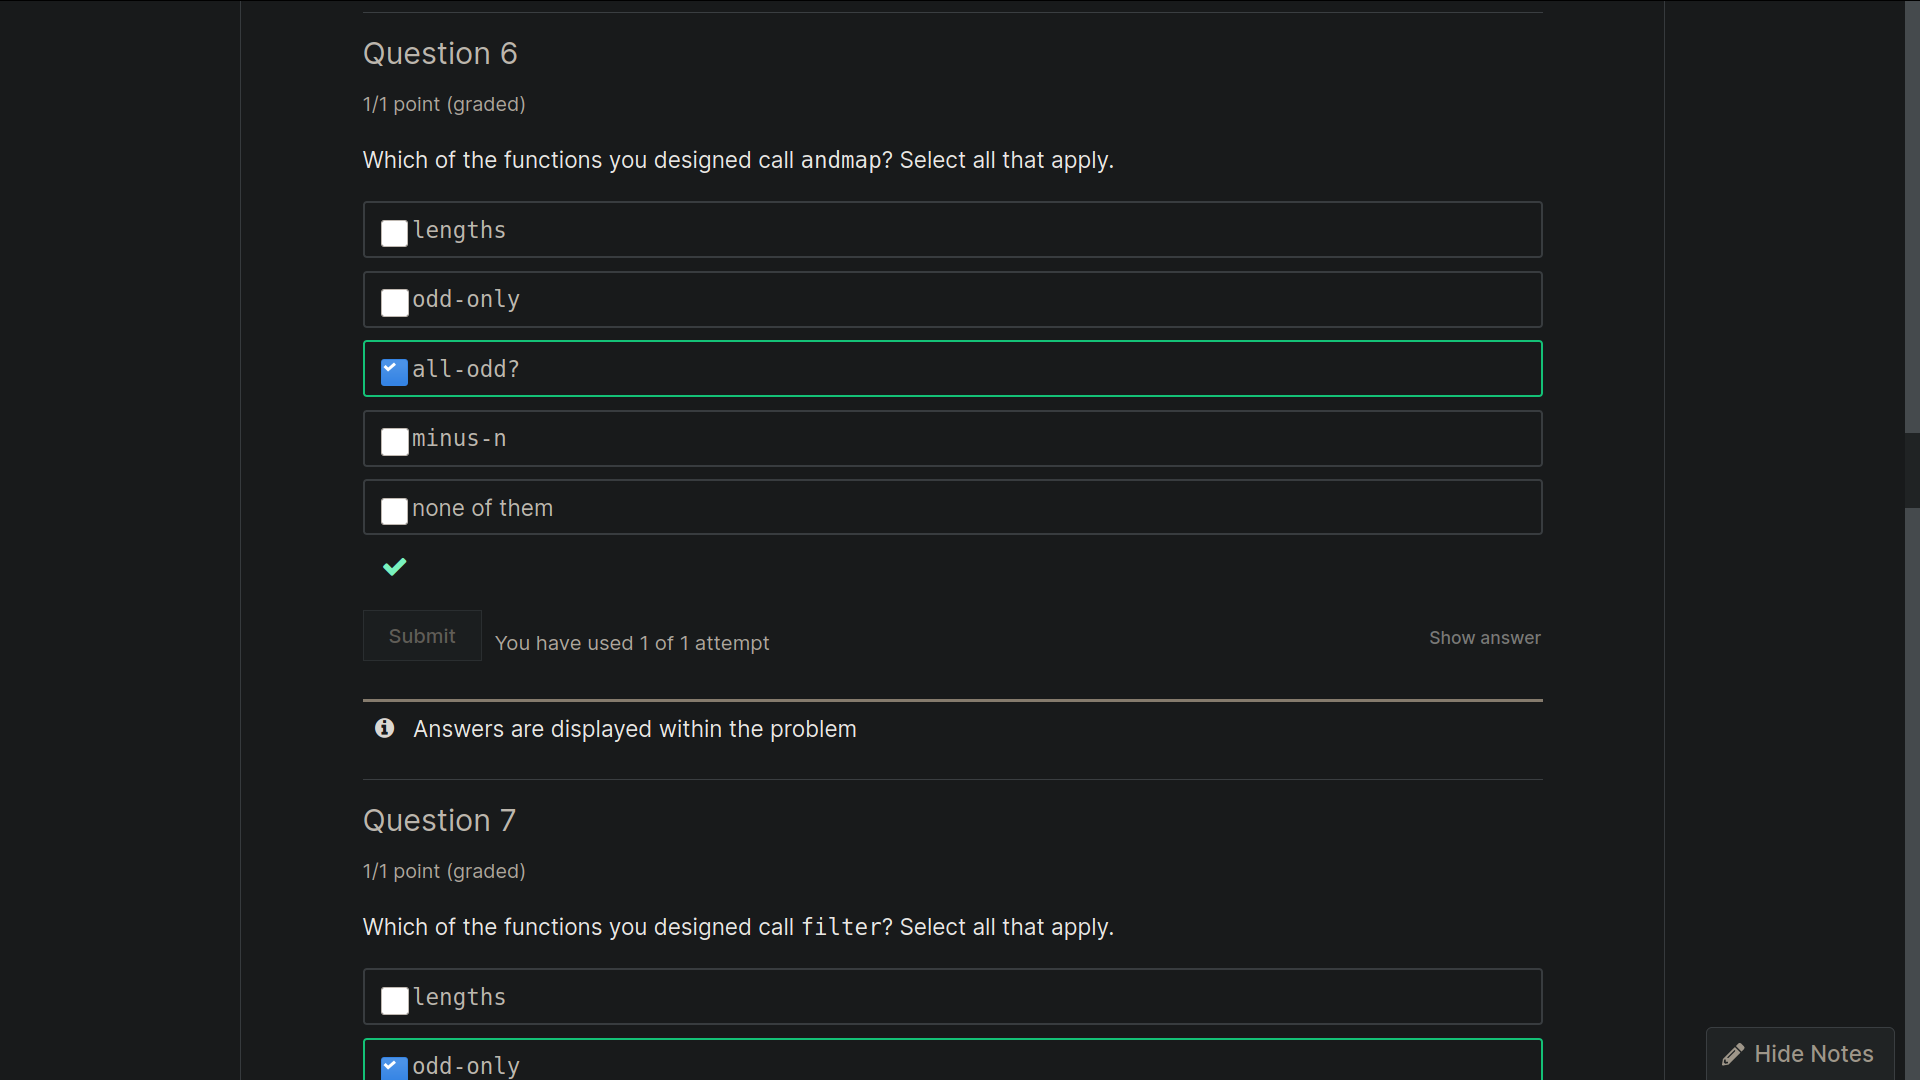 Question 6
1/1 point (graded)
Which of the functions you designed call andmap? Select all that apply.
lengths
odd-only
all-odd?
minus-n
none of them
Submit
You have used 1 of 1 attempt
Show answer
Answers are displayed within the problem
Question 7
1/1 point (graded)
Which of the functions you designed call filter? Select all that apply.
lengths
odd-only
Hide Notes